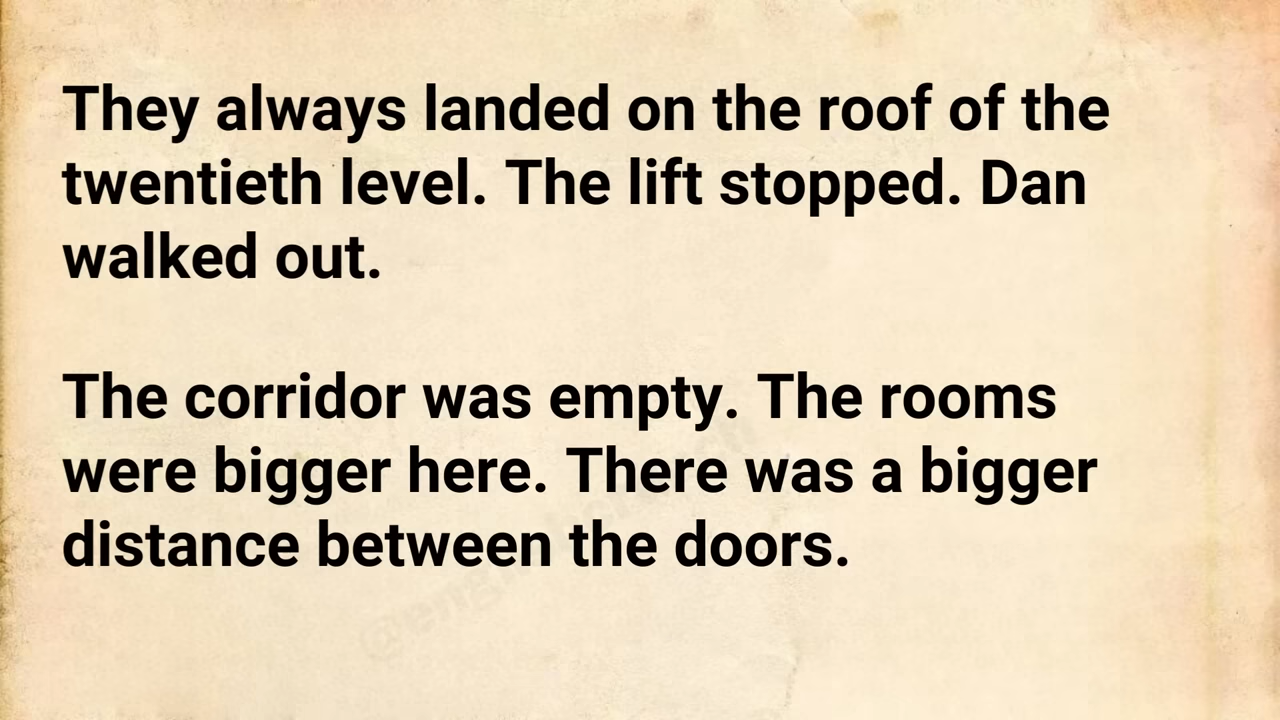 They always landed on the roof of the
twentieth level. The lift stopped. Dan
walked out.
The corridor was empty. The rooms
were bigger here. There was a bigger
distance between the doors.